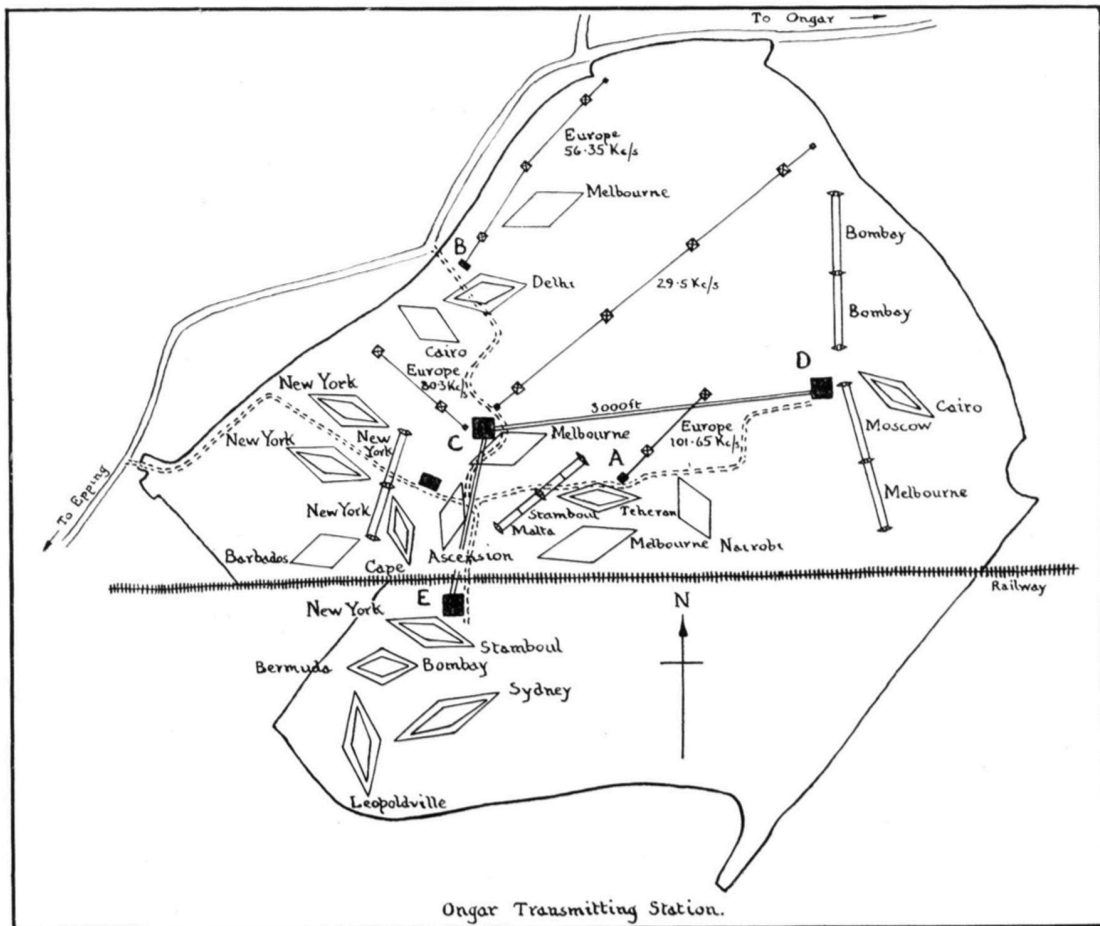 To Ongar
Europe
56·35 Kc/s
Melbourne
B
Bombay
Delhi
29·5 Kc/s
Bombay
Cairo
Europe
80·3 Kc/s
D
New York
3000ft
Cairo
Moscow
New York
New
York
C
Melbourne
Europe
101·65 Kc/s
A
To Epping
New York
Stamboul
Teheran
Melbourne
Malta
Barbados
Cape
Ascension
Melbourne
Nairobi
Railway
E
New York
N
Stamboul
Bermuda
Bombay
Sydney
Leopoldville
Ongar Transmitting Station.